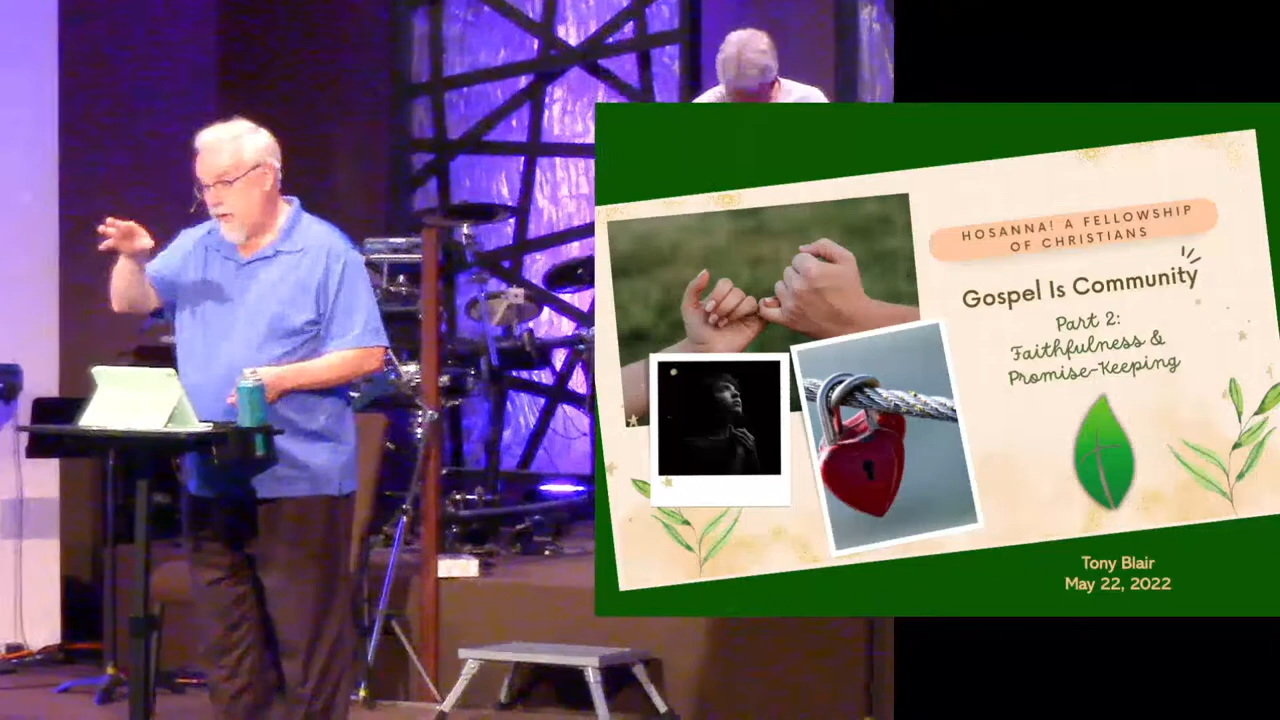 HOSANNA! A FELLOWSHIP
OF CHRISTIANS
Gospel Is Community
Part 2:
Faithfulness &
Promise-Keeping
Tony Blair
May 22, 2022